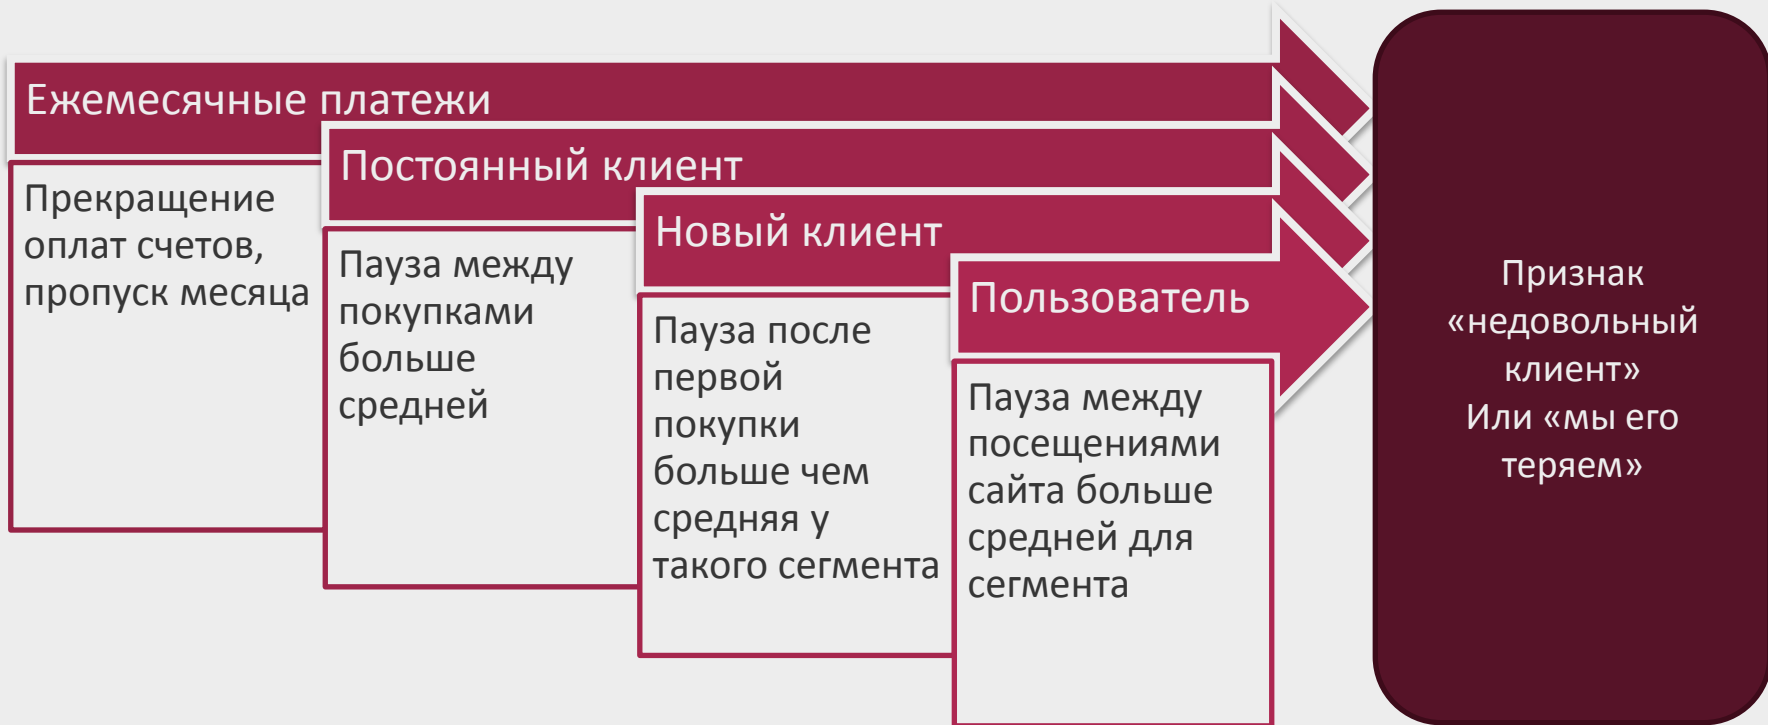 Ежемесячные платежи
Прекращение
оплат счетов,
пропуск месяца
Постоянный клиент
Пауза между
покупками
больше
средней
Новый клиент
Пауза после
первой
покупки
больше чем
средняя у
такого сегмента
Пользователь
Пауза между
посещениями
сайта больше
средней для
сегмента
Признак
«недовольный
клиент»
Или «мы его
теряем»